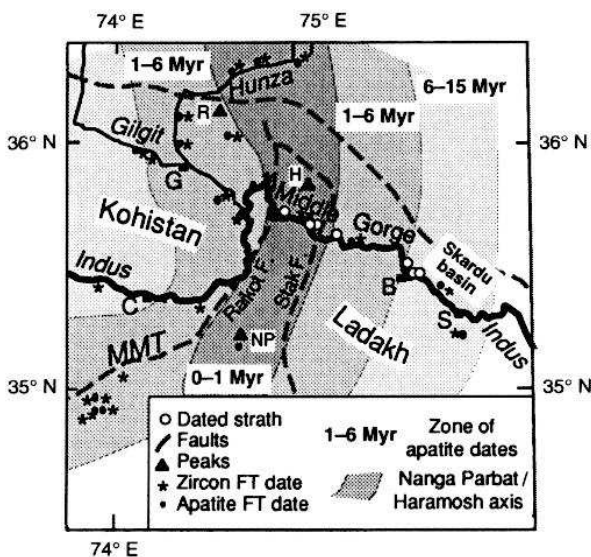 74° E 75° E
1–6 Myr
Hunza
6–15 Myr
R
1–6 Myr
36° N
36° N
Gilgit
H
G
Middle
Gorge
Kohistan
Skardu
basin
Indus
Rakiot F.
Stak F.
B
C
S
Indus
MMT
NP
Ladakh
35° N
35° N
0–1 Myr
Dated strath
Faults
Peaks
Zircon FT date
Apatite FT date
1–6 Myr
Zone of
apatite dates
Nanga Parbat /
Haramosh axis
74° E